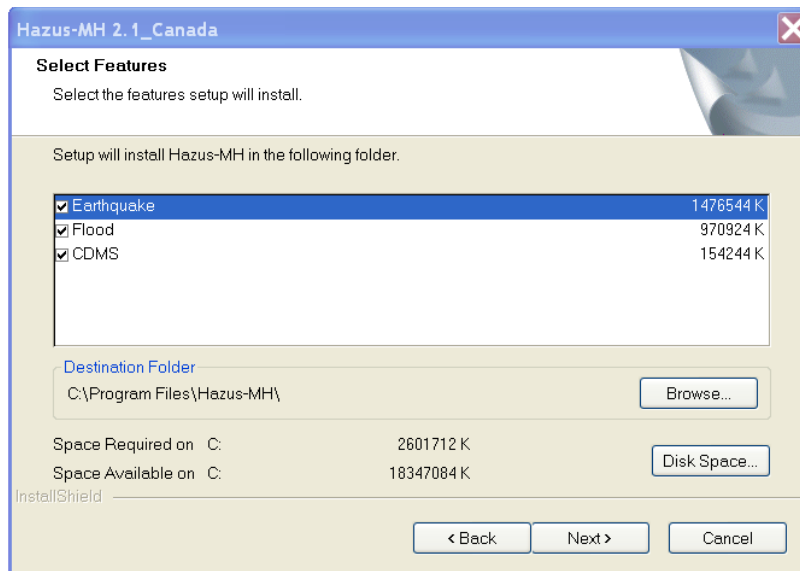 Hazus-MH 2.1_Canada
Select Features
Select the features setup will install.
Setup will install Hazus-MH in the following folder.
Earthquake 1476544 K
Flood 970924 K
CDMS 154244 K
Destination Folder
C:\Program Files\Hazus-MH\ Browse...
Space Required on C: 2601712 K
Space Available on C: 18347084 K
Disk Space...
InstallShield
< Back Next > Cancel